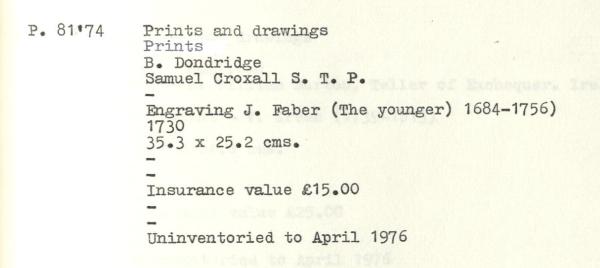 P. 81'74 Prints and drawings
Prints
B. Dondridge
Samuel Croxall S. T. P.
-
Engraving J. Faber (The younger) 1684-1756)
1730
35.3 x 25.2 cms.
-
-
Insurance value £15.00
-
-
Uninventoried to April 1976